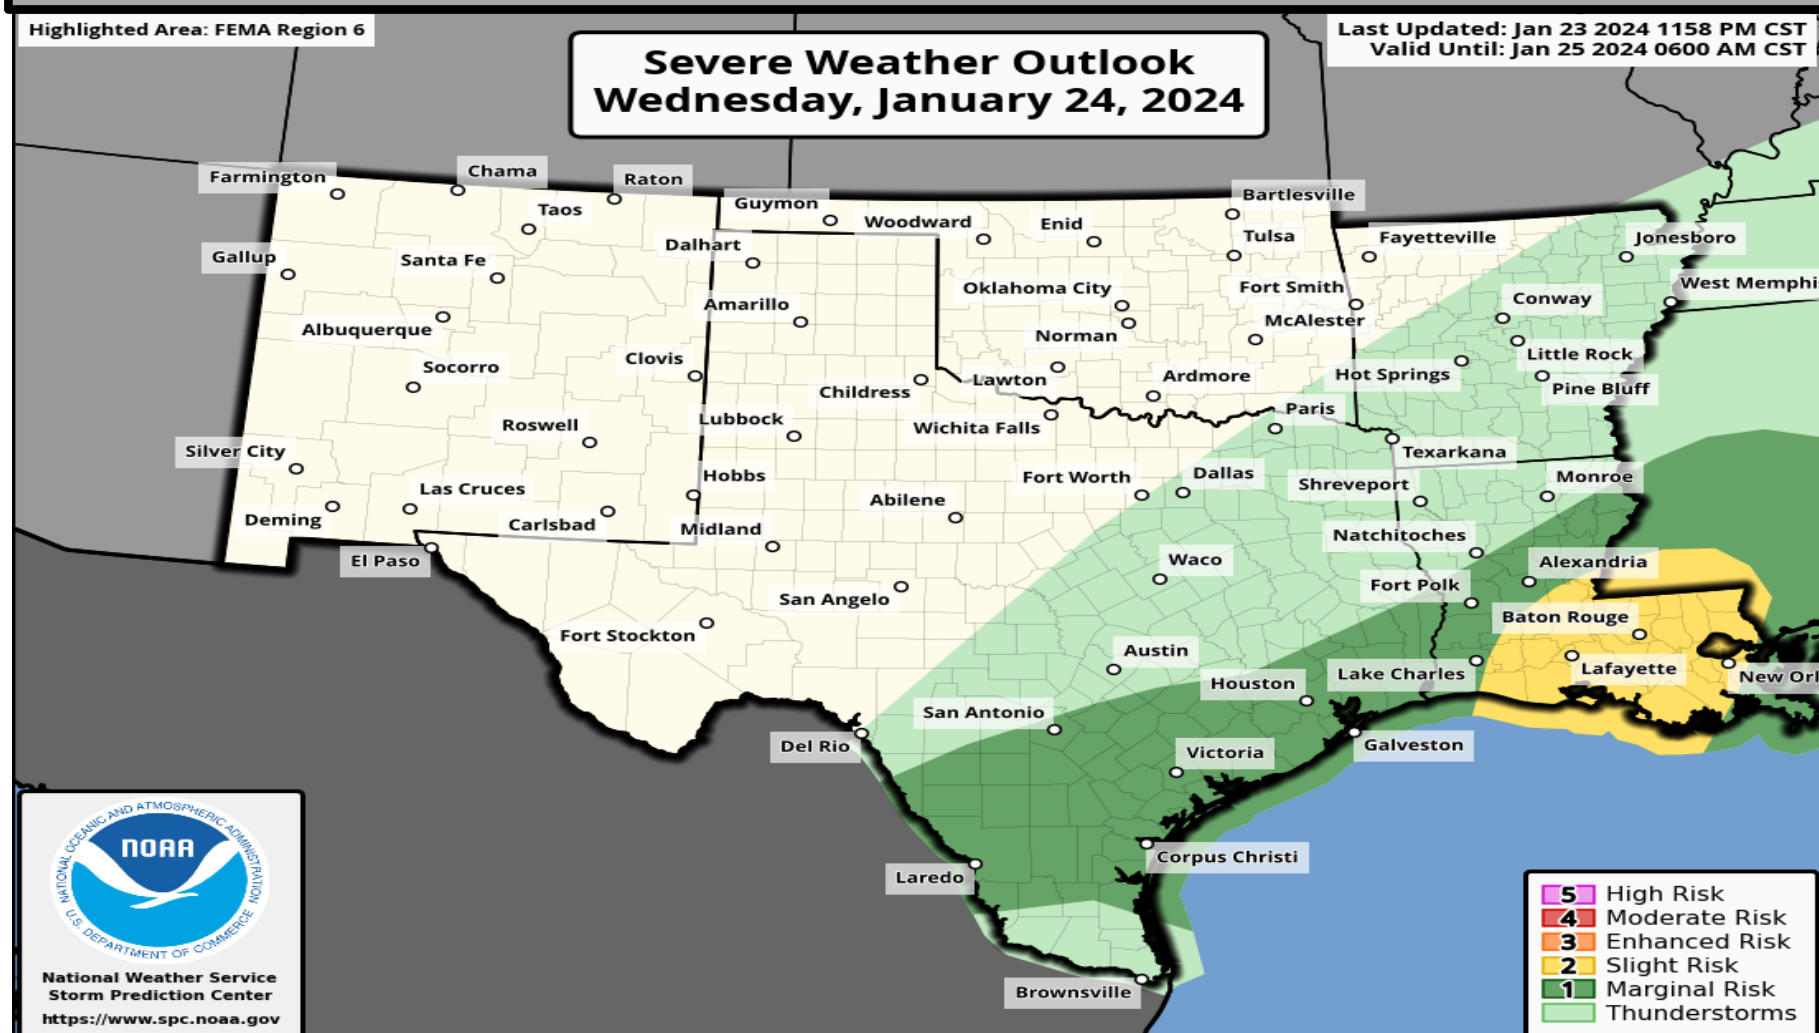 Highlighted Area: FEMA Region 6
Last Updated: Jan 23 2024 1158 PM CST
Valid Until: Jan 25 2024 0600 AM CST
Severe Weather Outlook
Wednesday, January 24, 2024
Farmington
Chama
Raton
Taos
Guymon
Woodward
Enid
Bartlesville
Gallup
Santa Fe
Dalhart
Tulsa
Fayetteville
Jonesboro
Albuquerque
Amarillo
Oklahoma City
Fort Smith
Conway
West Memphis
Norman
McAlester
Little Rock
Socorro
Clovis
Childress
Lawton
Ardmore
Hot Springs
Pine Bluff
Roswell
Lubbock
Wichita Falls
Paris
Texarkana
Silver City
Las Cruces
Hobbs
Abilene
Fort Worth
Dallas
Shreveport
Monroe
Deming
Carlsbad
Midland
Natchitoches
El Paso
Waco
Alexandria
San Angelo
Fort Polk
Fort Stockton
Baton Rouge
Austin
Lake Charles
Lafayette
New Orl
Houston
San Antonio
Del Rio
Victoria
Galveston
Laredo
Corpus Christi
Brownsville
NATIONAL OCEANIC AND ATMOSPHERIC ADMINISTRATION
NOAA
U.S. DEPARTMENT OF COMMERCE
National Weather Service
Storm Prediction Center
https://www.spc.noaa.gov
5 High Risk
4 Moderate Risk
3 Enhanced Risk
2 Slight Risk
1 Marginal Risk
Thunderstorms